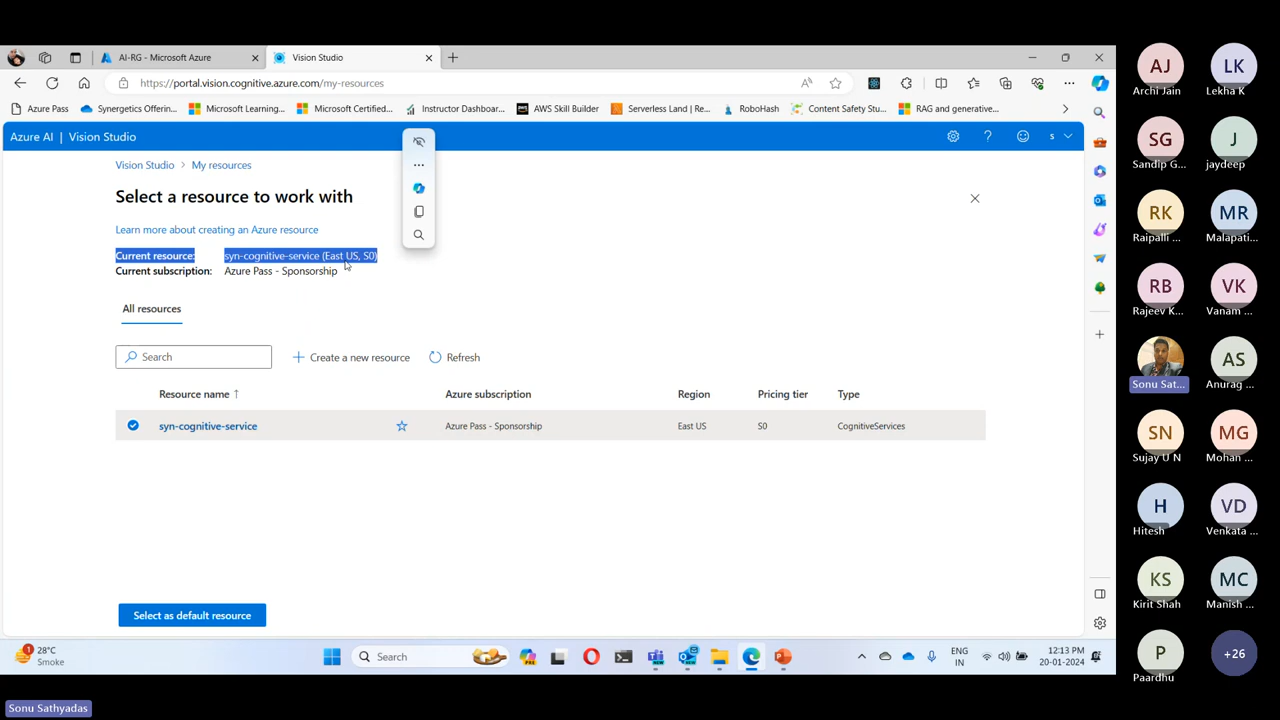 AI-RG - Microsoft Azure
Vision Studio
https://portal.vision.cognitive.azure.com/my-resources
Azure Pass
Synergetics Offerin...
Microsoft Learning...
Microsoft Certified...
Instructor Dashboar...
AWS Skill Builder
Serverless Land | Re...
RoboHash
Content Safety Stu...
RAG and generative...
Azure AI | Vision Studio
S
Vision Studio > My resources
Select a resource to work with
Learn more about creating an Azure resource
Current resource: syn-cognitive-service (East US, S0)
Current subscription: Azure Pass - Sponsorship
All resources
Search
Create a new resource
Refresh
Resource name ↑ Azure subscription Region Pricing tier Type
syn-cognitive-service Azure Pass - Sponsorship East US S0 CognitiveServices
Select as default resource
1
28°C
Smoke
Search
PRE
NEW
NEW
ENG
IN
12:13 PM
20-01-2024
AJ
Archi Jain
LK
Lekha K
SG
Sandip G...
J
jaydeep
RK
Raipalli ...
MR
Malapati...
RB
Rajeev K...
VK
Vanam ...
Sonu Sat...
AS
Anurag ...
SN
Sujay U N
MG
Mohan ...
H
Hitesh
VD
Venkata ...
KS
Kirit Shah
MC
Manish ...
P
Paardhu
+26
Sonu Sathyadas